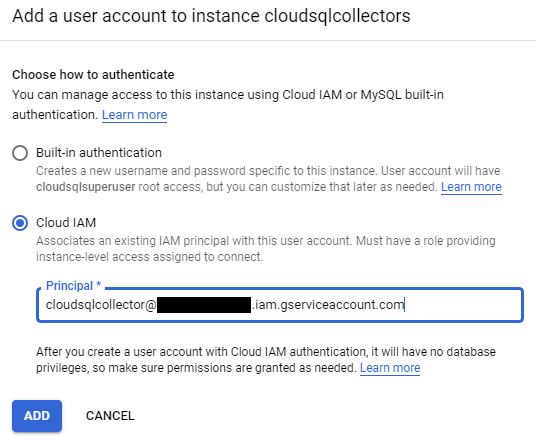 Add a user account to instance cloudsqlcollectors
Choose how to authenticate
You can manage access to this instance using Cloud IAM or MySQL built-in
authentication. Learn more
Built-in authentication
Creates a new username and password specific to this instance. User account will have
cloudsqlsuperuser root access, but you can customize that later as needed. Learn more
Cloud IAM
Associates an existing IAM principal with this user account. Must have a role providing
instance-level access assigned to connect.
Principal *
cloudsqlcollector@ .iam.gserviceaccount.com
After you create a user account with Cloud IAM authentication, it will have no database
privileges, so make sure permissions are granted as needed. Learn more
ADD CANCEL